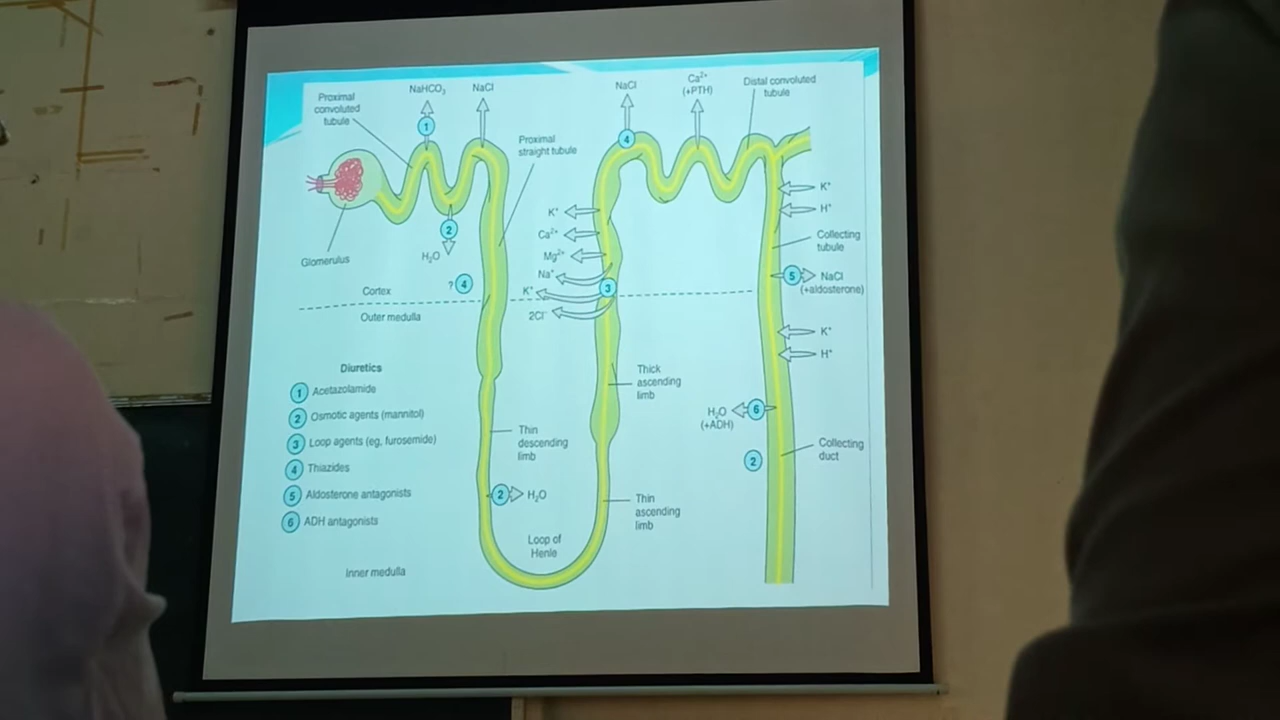 Proximal
convoluted
tubule
NaHCO₃
NaCl
NaCl
Ca²⁺
(+PTH)
Distal convoluted
tubule
1
4
Proximal
straight tubule
Glomerulus
2
H₂O
? 4
K⁺
Ca²⁺
Mg²⁺
Na⁺
K⁺
2Cl⁻
3
K⁺
H⁺
Collecting
tubule
5
NaCl
(+aldosterone)
Cortex
Outer medulla
K⁺
H⁺
Diuretics
1 Acetazolamide
2 Osmotic agents (mannitol)
3 Loop agents (eg, furosemide)
4 Thiazides
5 Aldosterone antagonists
6 ADH antagonists
Thick
ascending
limb
H₂O
(+ADH)
6
2
Collecting
duct
Thin
descending
limb
2 H₂O
Thin
ascending
limb
Loop of
Henle
Inner medulla